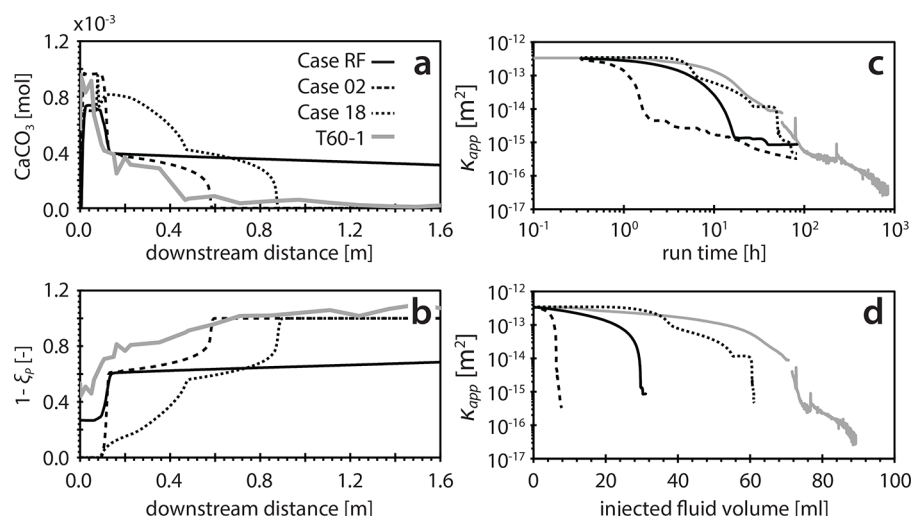 x10⁻³
1.2
0.8
0.4
0.0
CaCO₃ [mol]
Case RF
Case 02
Case 18
T60-1
a
0.0 0.4 0.8 1.2 1.6
downstream distance [m]
10⁻¹²
10⁻¹³
10⁻¹⁴
10⁻¹⁵
10⁻¹⁶
10⁻¹⁷
κapp [m²]
c
10⁻¹ 10⁰ 10¹ 10² 10³
run time [h]
1.2
0.8
0.4
0.0
1- ξp [-]
b
0.0 0.4 0.8 1.2 1.6
downstream distance [m]
10⁻¹²
10⁻¹³
10⁻¹⁴
10⁻¹⁵
10⁻¹⁶
10⁻¹⁷
κapp [m²]
d
0 20 40 60 80 100
injected fluid volume [ml]